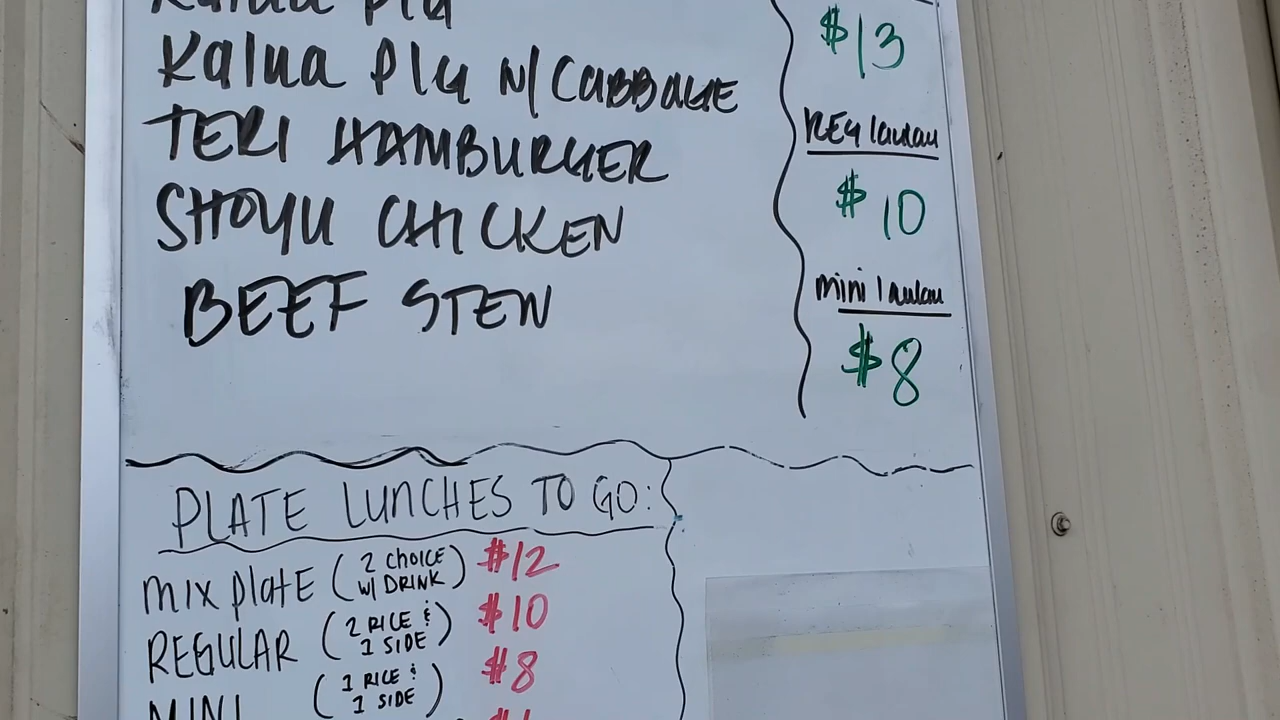 Kalua Pig
Kalua Pig w/ CABBAGE
TERI HAMBURGER
SHOYU CHICKEN
BEEF STEW
$13
REG laulau
$10
mini laulau
$8
PLATE LUNCHES TO GO:
MIX PLATE (2 CHOICE W/ DRINK) $12
REGULAR (2 RICE & 1 SIDE) $10
MINI (1 RICE & 1 SIDE) $8